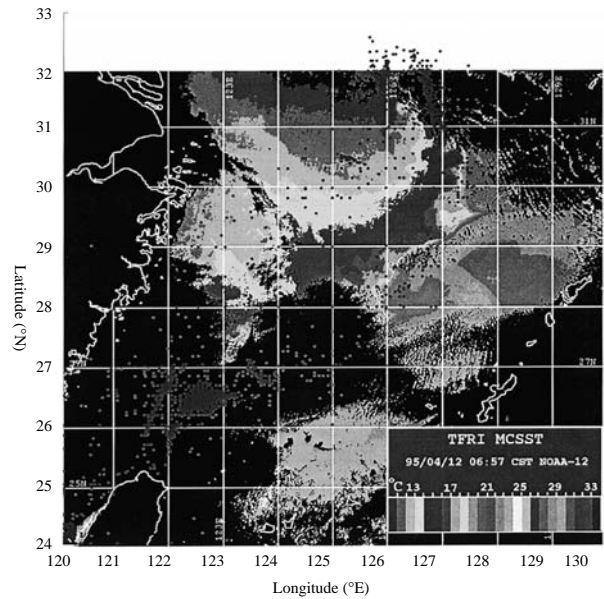 33
32
31
30
29
28
27
26
25
24
Latitude (°N)
123E
129E
31N
27N
25N
TFRI MCSST
95/04/12 06:57 CST NOAA-12
°C 13 17 21 25 29 33
120 121 122 123 124 125 126 127 128 129 130
Longitude (°E)